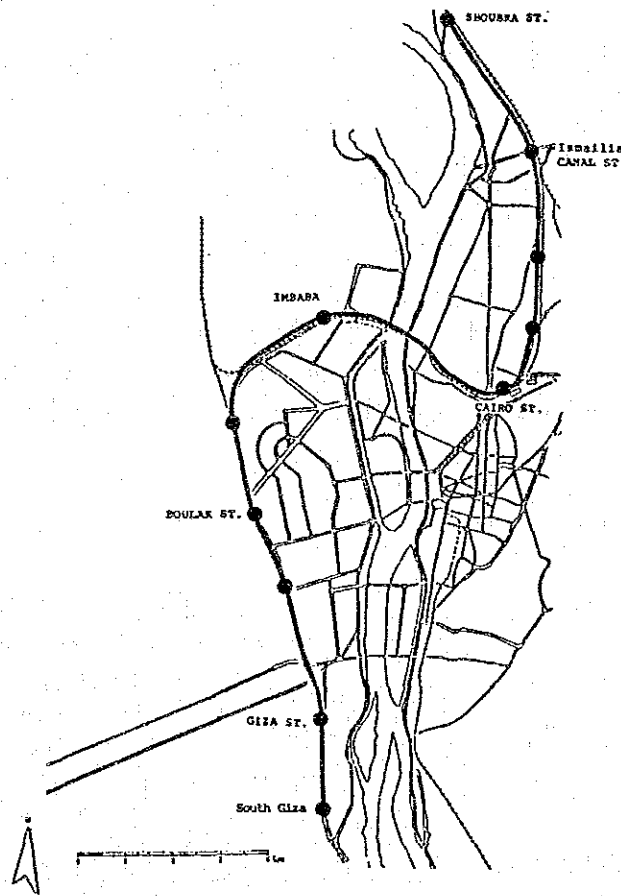 SHOUBRA ST.
Ismailia
CANAL ST
IMBABA
CAIRO ST.
BOULAK ST.
GIZA ST.
South Giza